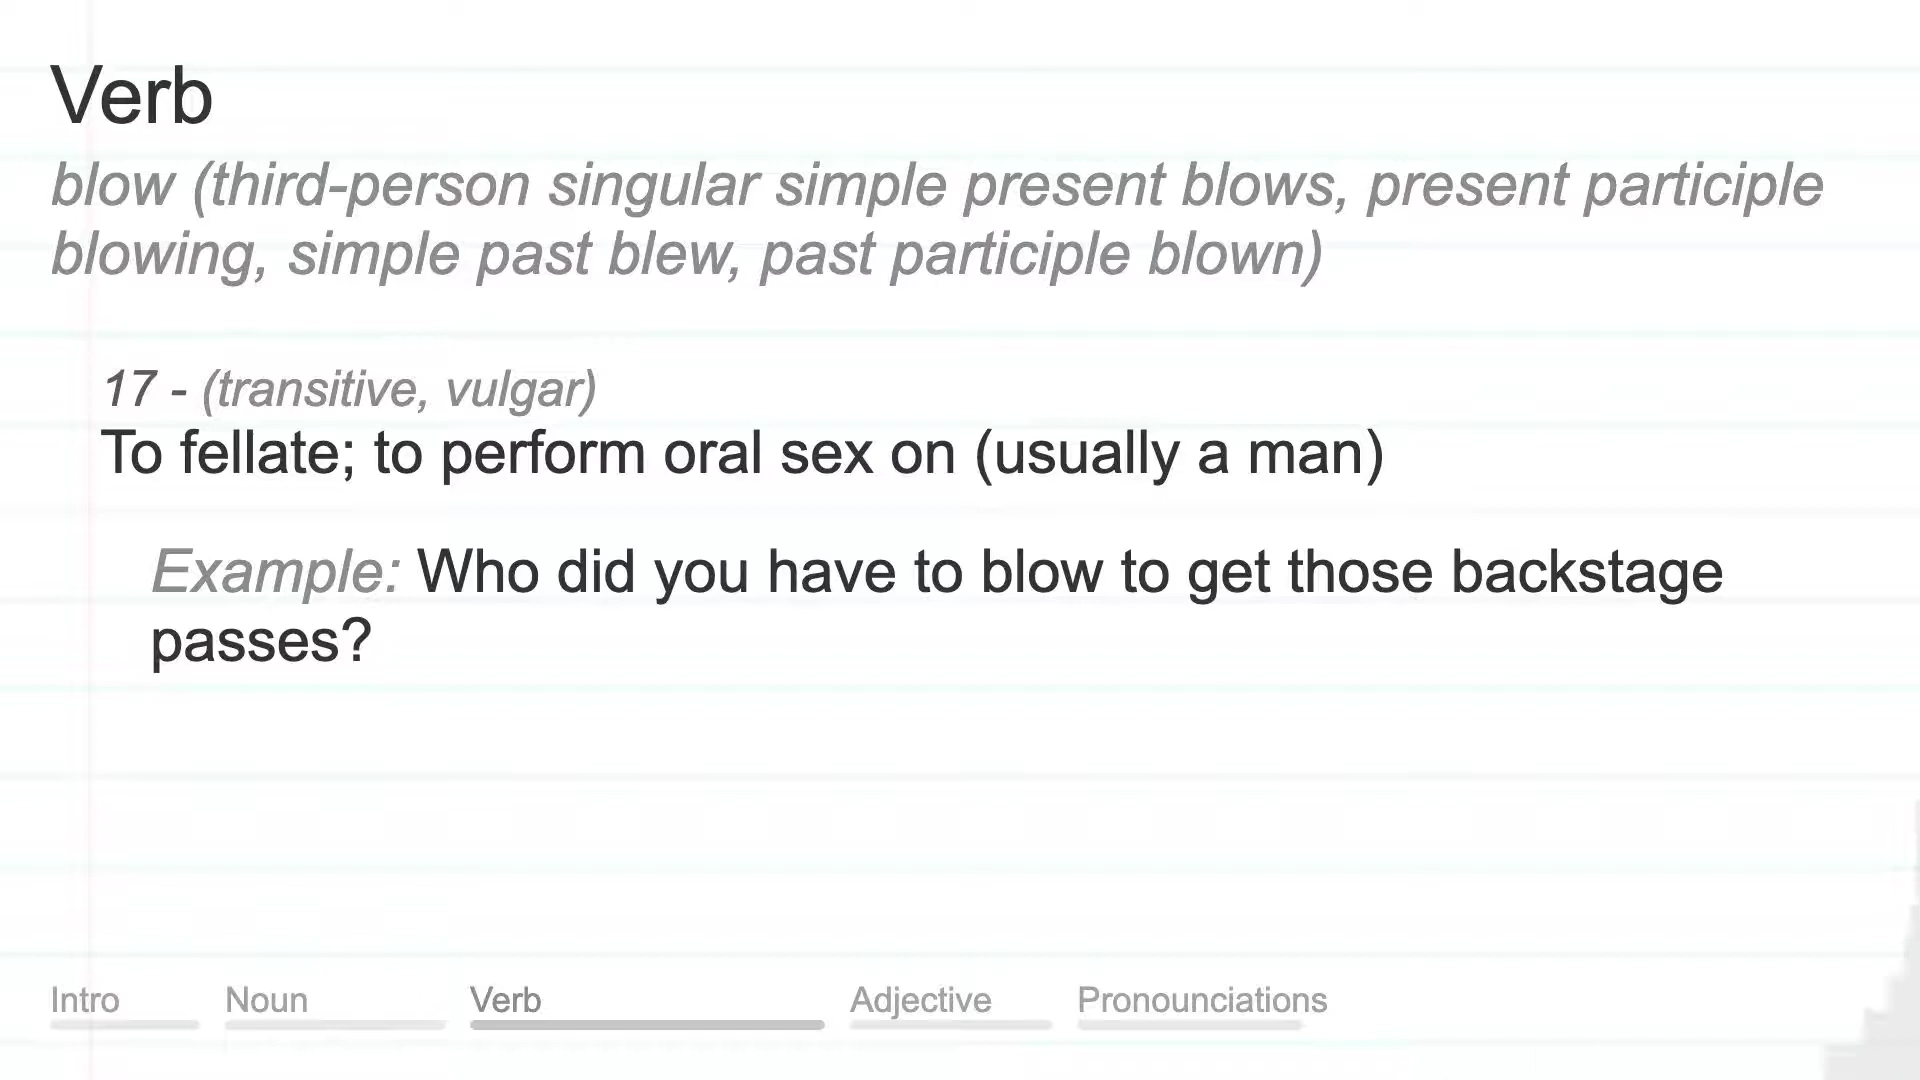 Verb
blow (third-person singular simple present blows, present participle
blowing, simple past blew, past participle blown)
17 - (transitive, vulgar)
To fellate; to perform oral sex on (usually a man)
Example: Who did you have to blow to get those backstage
passes?
Intro Noun Verb Adjective Pronounciations